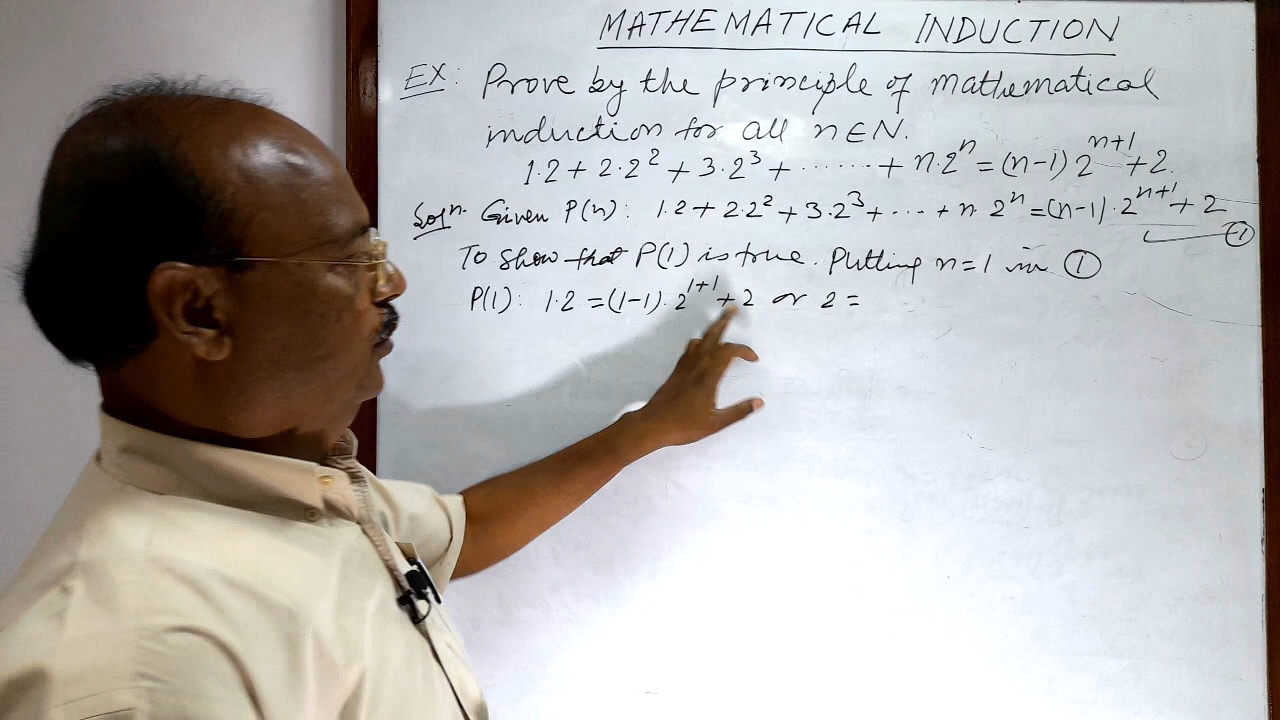 MATHEMATICAL INDUCTION
EX: Prove by the principle of mathematical
induction for all n∈N.
1·2 + 2·2² + 3·2³ + ······ + n·2ⁿ = (n-1) 2ⁿ⁺¹ + 2.
Solⁿ. Given P(n): 1·2 + 2·2² + 3·2³ + ··· + n·2ⁿ = (n-1)·2ⁿ⁺¹ + 2
①
To show that P(1) is true. Putting n=1 in ①
P(1): 1·2 = (1-1)·2¹⁺¹ + 2 or 2 =